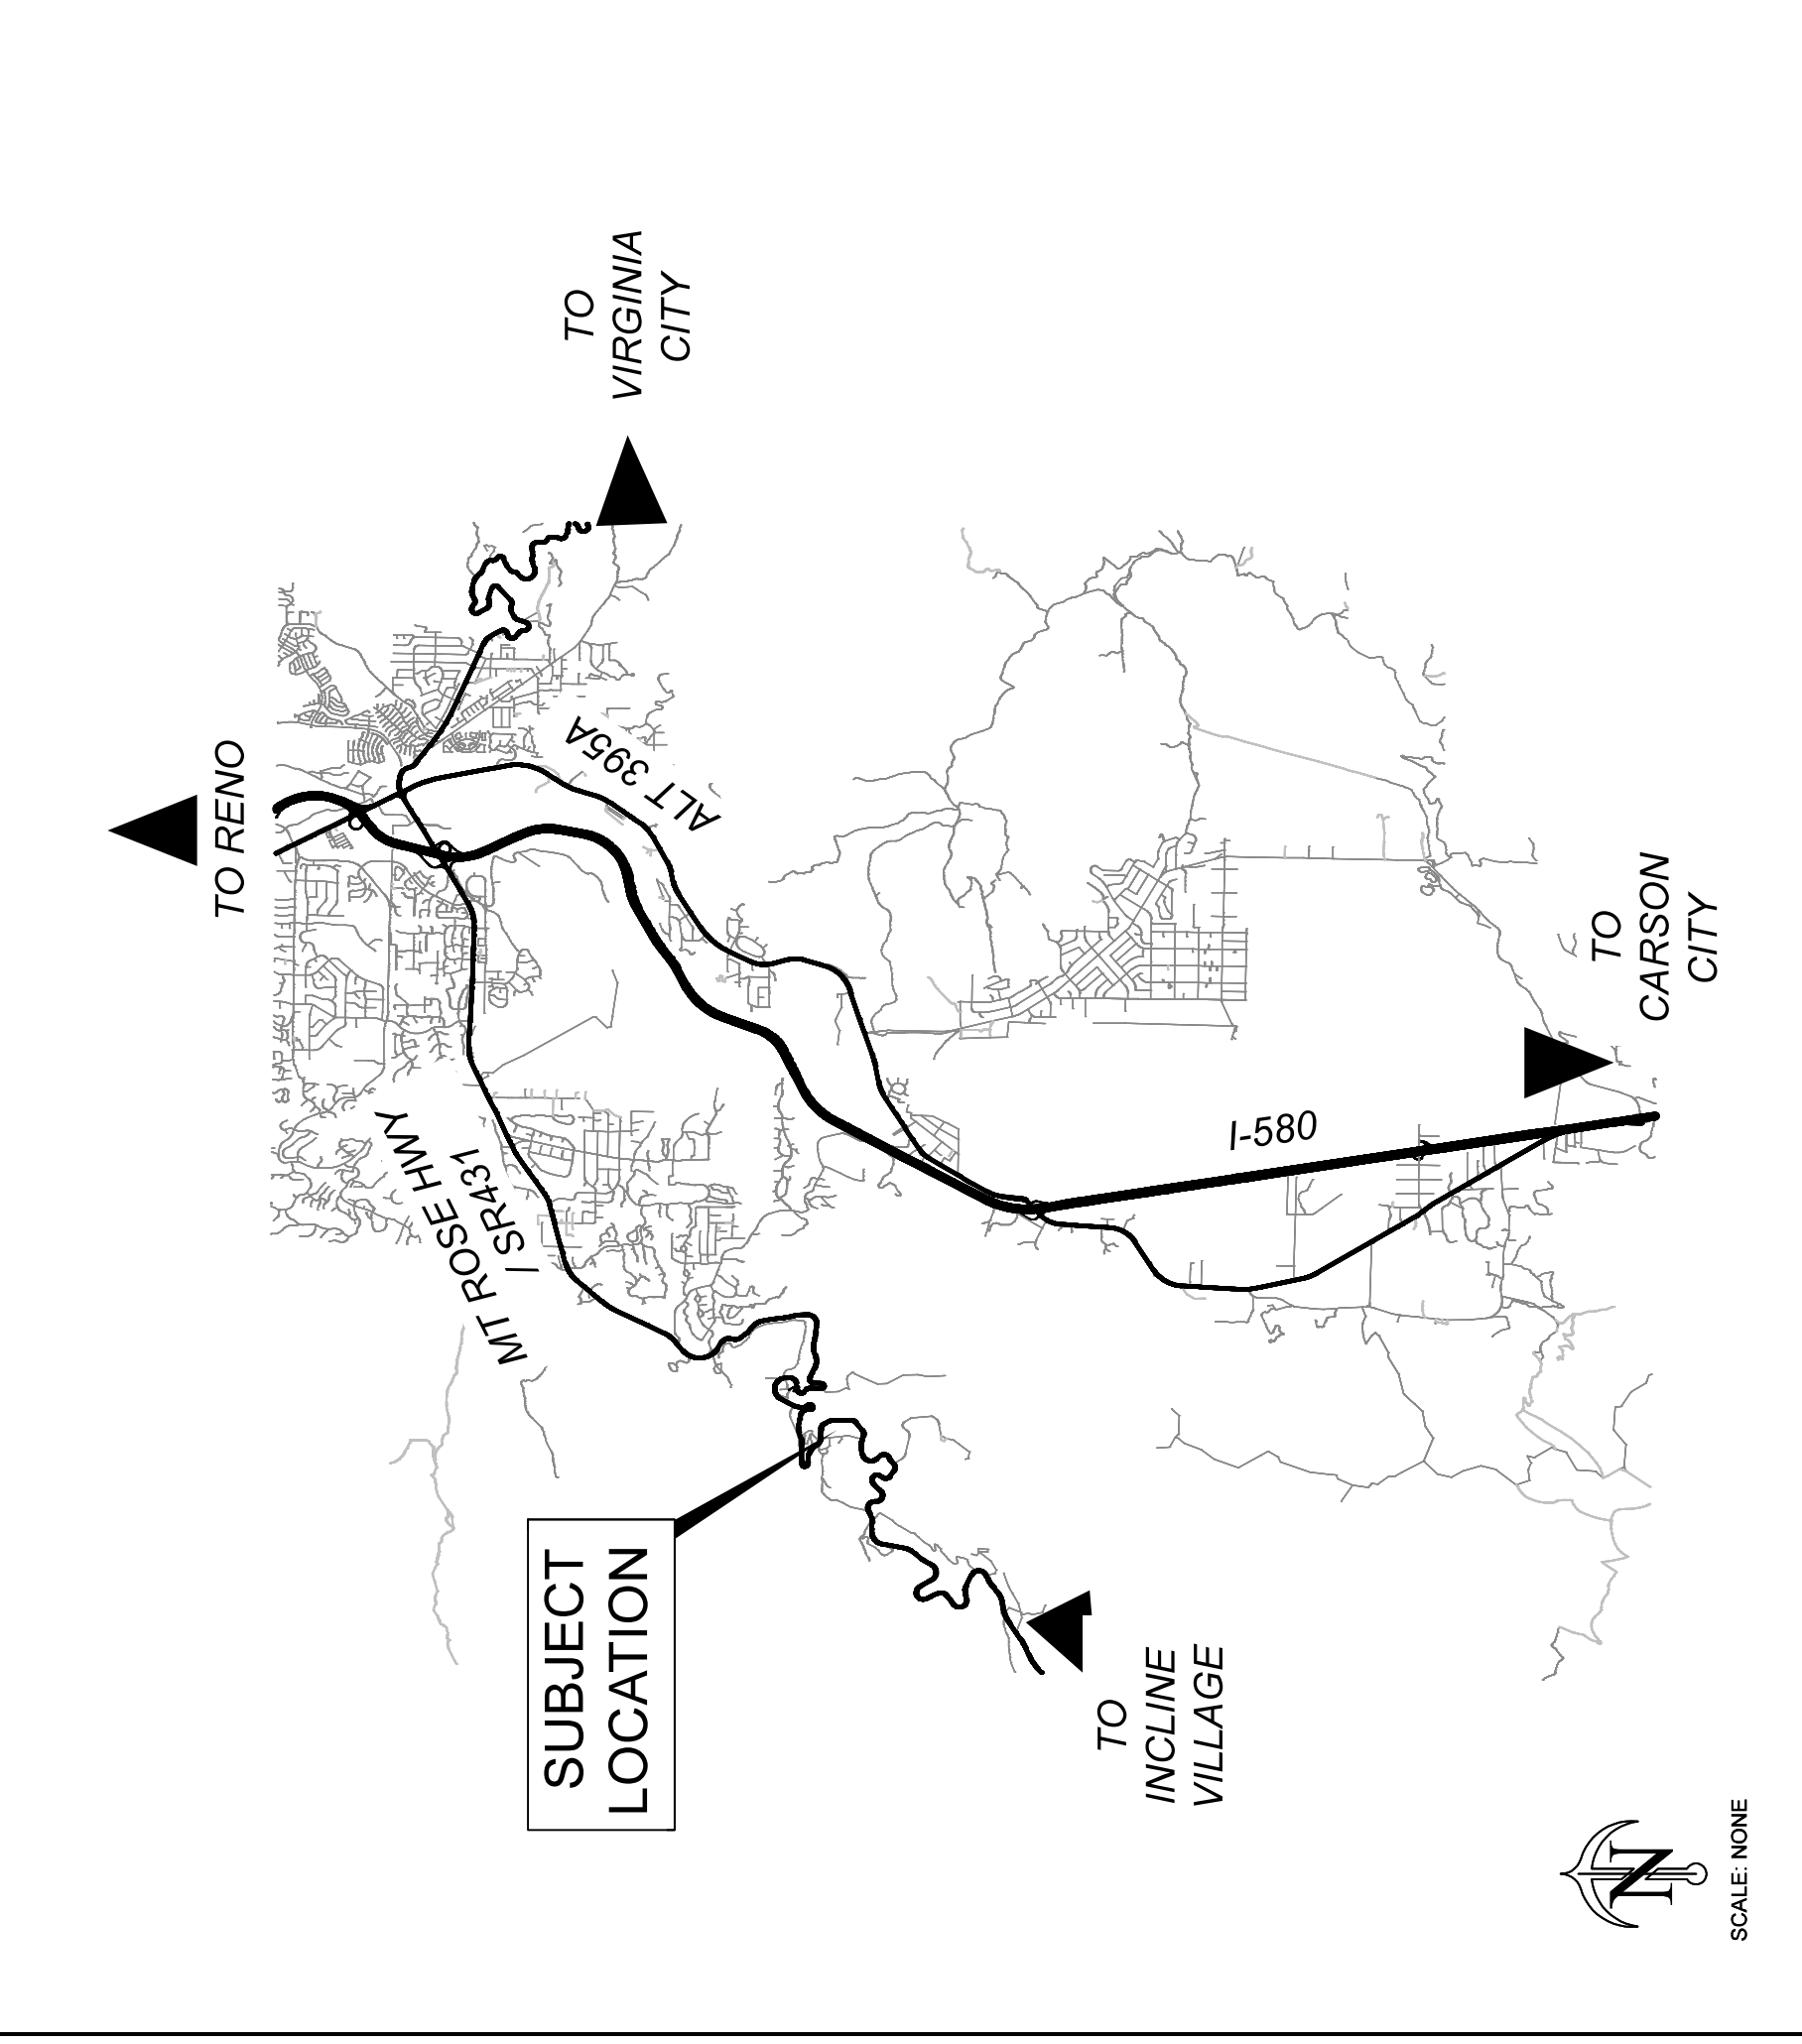 TO RENO
TO
VIRGINIA
CITY
ALT 395A
MT ROSE HWY
/ SR431
I-580
TO
CARSON
CITY
SUBJECT
LOCATION
TO
INCLINE
VILLAGE
N
SCALE: NONE